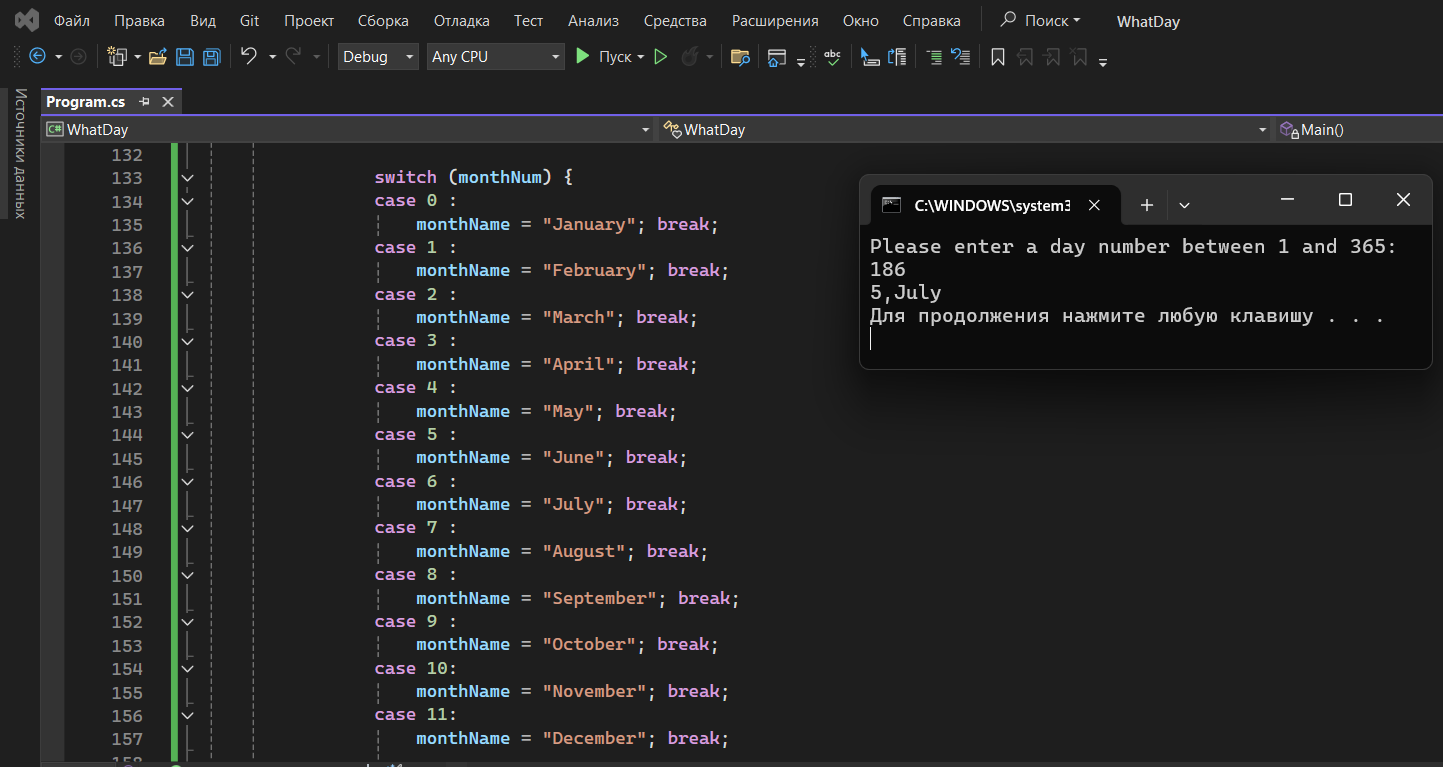 Файл Правка Вид Git Проект Сборка Отладка Тест Анализ Средства Расширения Окно Справка Поиск WhatDay
Debug Any CPU Пуск abc
Источники данных
Program.cs
C# WhatDay WhatDay Main()
132
133 switch (monthNum) {
134 case 0 :
135 monthName = "January"; break;
136 case 1 :
137 monthName = "February"; break;
138 case 2 :
139 monthName = "March"; break;
140 case 3 :
141 monthName = "April"; break;
142 case 4 :
143 monthName = "May"; break;
144 case 5 :
145 monthName = "June"; break;
146 case 6 :
147 monthName = "July"; break;
148 case 7 :
149 monthName = "August"; break;
150 case 8 :
151 monthName = "September"; break;
152 case 9 :
153 monthName = "October"; break;
154 case 10:
155 monthName = "November"; break;
156 case 11:
157 monthName = "December"; break;
C:\WINDOWS\system3
Please enter a day number between 1 and 365:
186
5,July
Для продолжения нажмите любую клавишу . . .